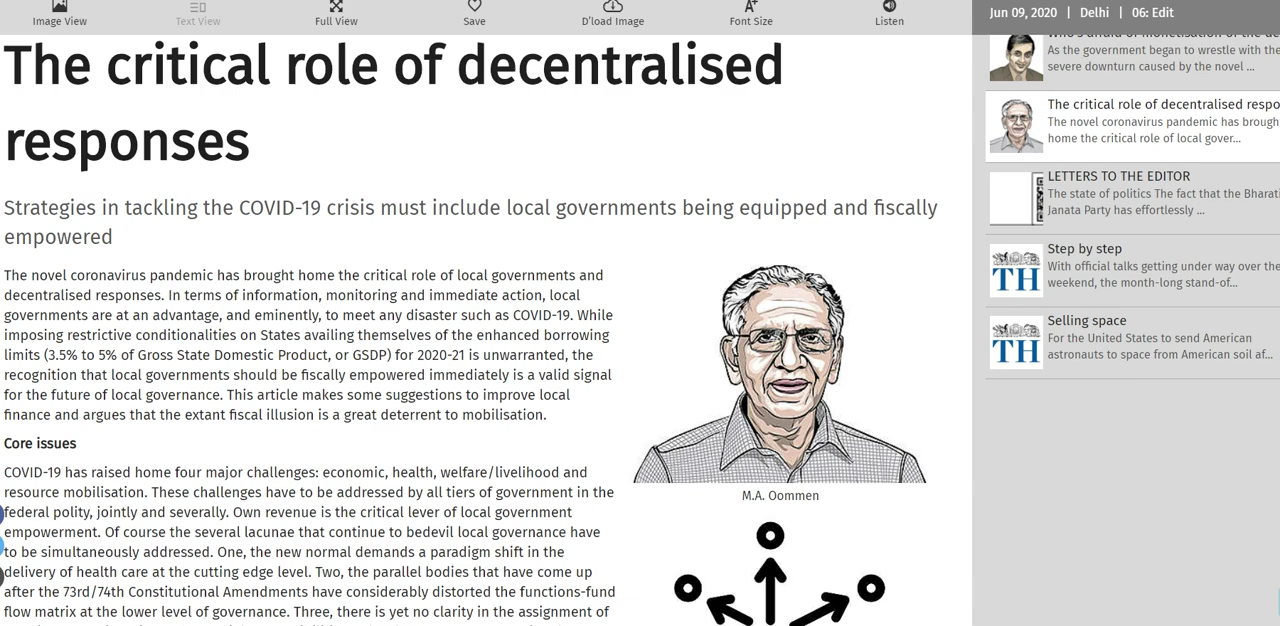 Image View
Text View
Full View
Save
D'load Image
Font Size
Listen
Jun 09, 2020 | Delhi | 06: Edit
The critical role of decentralised
responses
Strategies in tackling the COVID-19 crisis must include local governments being equipped and fiscally
empowered
The novel coronavirus pandemic has brought home the critical role of local governments and
decentralised responses. In terms of information, monitoring and immediate action, local
governments are at an advantage, and eminently, to meet any disaster such as COVID-19. While
imposing restrictive conditionalities on States availing themselves of the enhanced borrowing
limits (3.5% to 5% of Gross State Domestic Product, or GSDP) for 2020-21 is unwarranted, the
recognition that local governments should be fiscally empowered immediately is a valid signal
for the future of local governance. This article makes some suggestions to improve local
finance and argues that the extant fiscal illusion is a great deterrent to mobilisation.
Core issues
COVID-19 has raised home four major challenges: economic, health, welfare/livelihood and
resource mobilisation. These challenges have to be addressed by all tiers of government in the
federal polity, jointly and severally. Own revenue is the critical lever of local government
empowerment. Of course the several lacunae that continue to bedevil local governance have
to be simultaneously addressed. One, the new normal demands a paradigm shift in the
delivery of health care at the cutting edge level. Two, the parallel bodies that have come up
after the 73rd/74th Constitutional Amendments have considerably distorted the functions-fund
flow matrix at the lower level of governance. Three, there is yet no clarity in the assignment of
M.A. Oommen
Who's afraid of monetisation of the de
As the government began to wrestle with the
severe downturn caused by the novel ...
The critical role of decentralised respo
The novel coronavirus pandemic has brough
home the critical role of local gover...
LETTERS TO THE EDITOR
The state of politics The fact that the Bharati
Janata Party has effortlessly ...
TH
Step by step
With official talks getting under way over the
weekend, the month-long stand-of...
TH
Selling space
For the United States to send American
astronauts to space from American soil af...